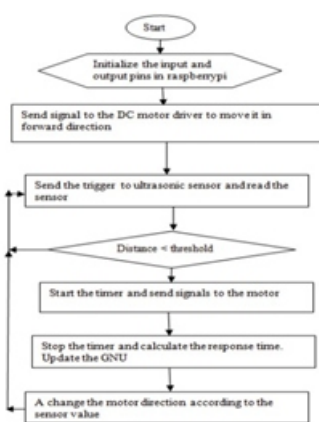 Start
Initialize the input and
output pins in raspberrypi
Send signal to the DC motor driver to move it in
forward direction
Send the trigger to ultrasonic sensor and read the
sensor
Distance < threshold
Start the timer and send signals to the motor
Stop the timer and calculate the response time.
Update the GNU
A change the motor direction according to the
sensor value